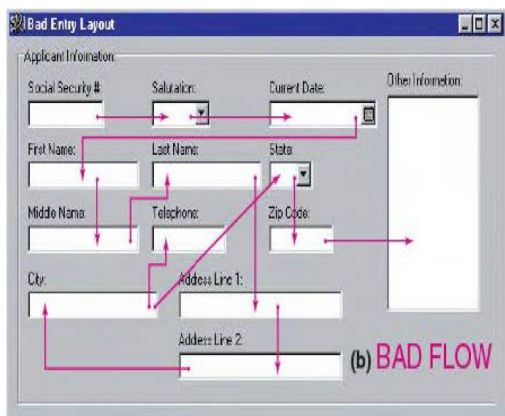 Bad Entry Layout
Applicant Information:
Social Security #: Salutation: Current Date: Other Information:
First Name: Last Name: State:
Middle Name: Telephone: Zip Code:
City: Address Line 1:
Address Line 2:
(b) BAD FLOW